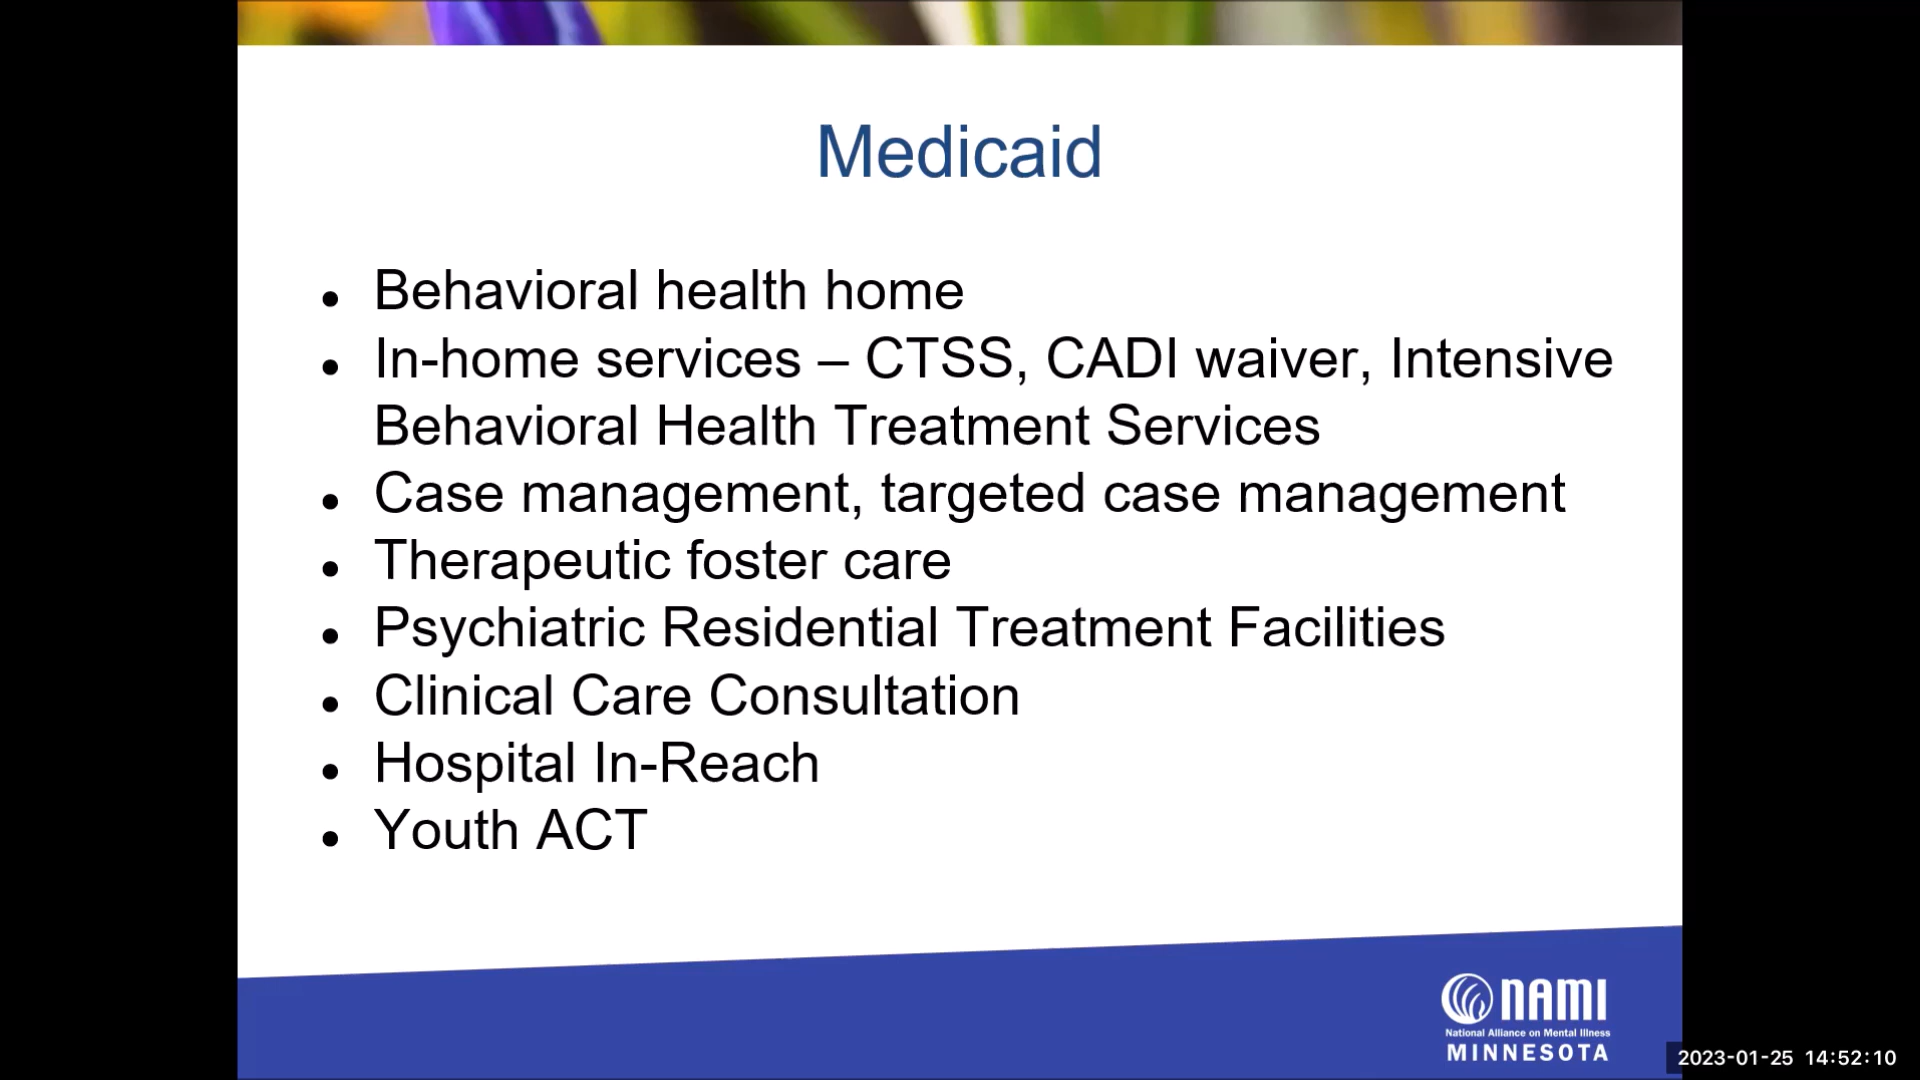 Medicaid
• Behavioral health home
• In-home services – CTSS, CADI waiver, Intensive
Behavioral Health Treatment Services
• Case management, targeted case management
• Therapeutic foster care
• Psychiatric Residential Treatment Facilities
• Clinical Care Consultation
• Hospital In-Reach
• Youth ACT
NAMI
National Alliance on Mental Illness
MINNESOTA
2023-01-25 14:52:10